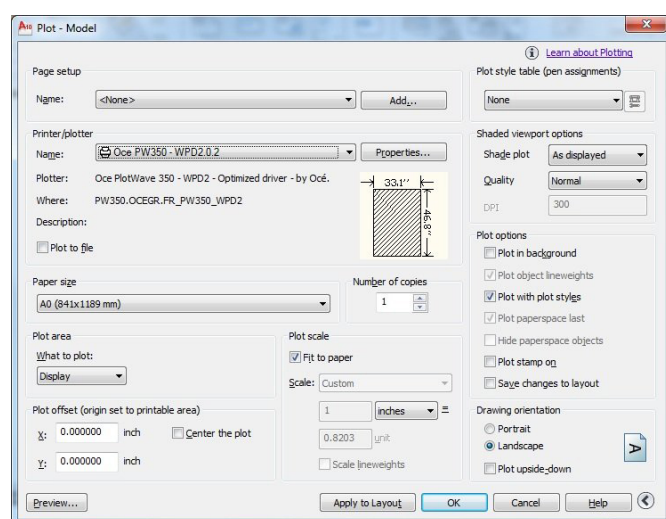 A10 Plot - Model
Learn about Plotting
Page setup
Name: <None> Add...
Plot style table (pen assignments)
None
Printer/plotter
Name: Oce PW350 - WPD2.0.2 Properties...
Plotter: Oce PlotWave 350 - WPD2 - Optimized driver - by Océ.
Where: PW350.OCEGR.FR_PW350_WPD2
Description:
Plot to file
33.1''
46.8''
Shaded viewport options
Shade plot As displayed
Quality Normal
DPI 300
Paper size
A0 (841x1189 mm)
Number of copies
1
Plot options
Plot in background
Plot object lineweights
Plot with plot styles
Plot paperspace last
Hide paperspace objects
Plot stamp on
Save changes to layout
Plot area
What to plot:
Display
Plot scale
Fit to paper
Scale: Custom
1 inches =
0.8203 unit
Scale lineweights
Plot offset (origin set to printable area)
X: 0.000000 inch Center the plot
Y: 0.000000 inch
Drawing orientation
Portrait
Landscape
Plot upside-down
A
Preview... Apply to Layout OK Cancel Help